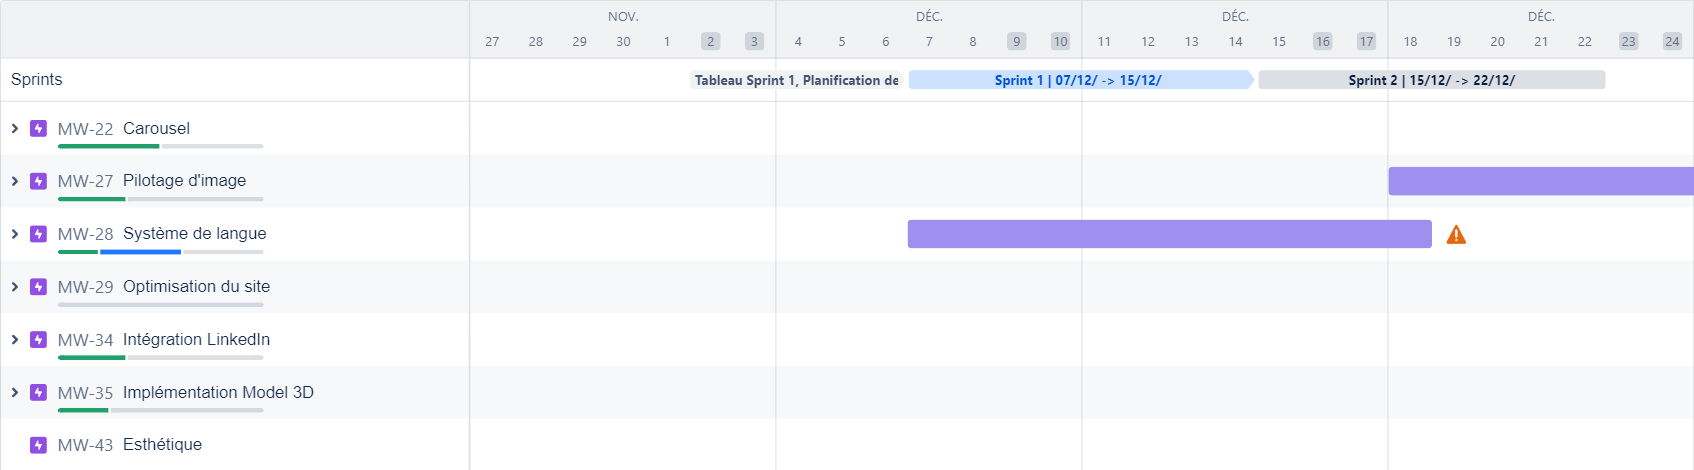 NOV. DÉC. DÉC. DÉC.
27 28 29 30 1 2 3 4 5 6 7 8 9 10 11 12 13 14 15 16 17 18 19 20 21 22 23 24
Sprints Tableau Sprint 1, Planification de Sprint 1 | 07/12/ -> 15/12/ Sprint 2 | 15/12/ -> 22/12/
MW-22 Carousel
MW-27 Pilotage d'image
MW-28 Système de langue
MW-29 Optimisation du site
MW-34 Intégration LinkedIn
MW-35 Implémentation Model 3D
MW-43 Esthétique